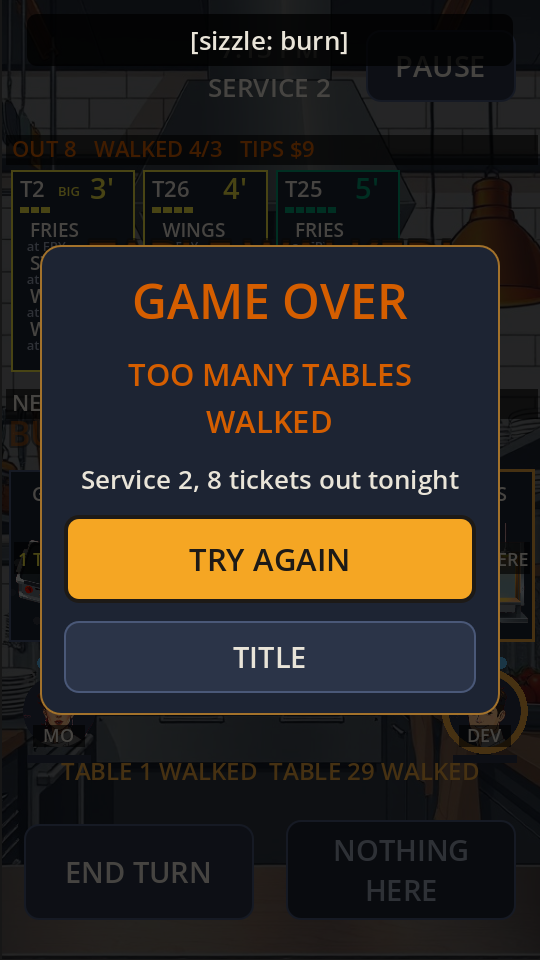 [sizzle: burn]
PAUSE
SERVICE 2
OUT 8 WALKED 4/3 TIPS $9
T2 BIG 3'
T26 4'
T25 5'
FRIES
WINGS
FRIES
GAME OVER
TOO MANY TABLES
WALKED
Service 2, 8 tickets out tonight
TRY AGAIN
TITLE
MO
DEV
TABLE 1 WALKED TABLE 29 WALKED
END TURN
NOTHING
HERE